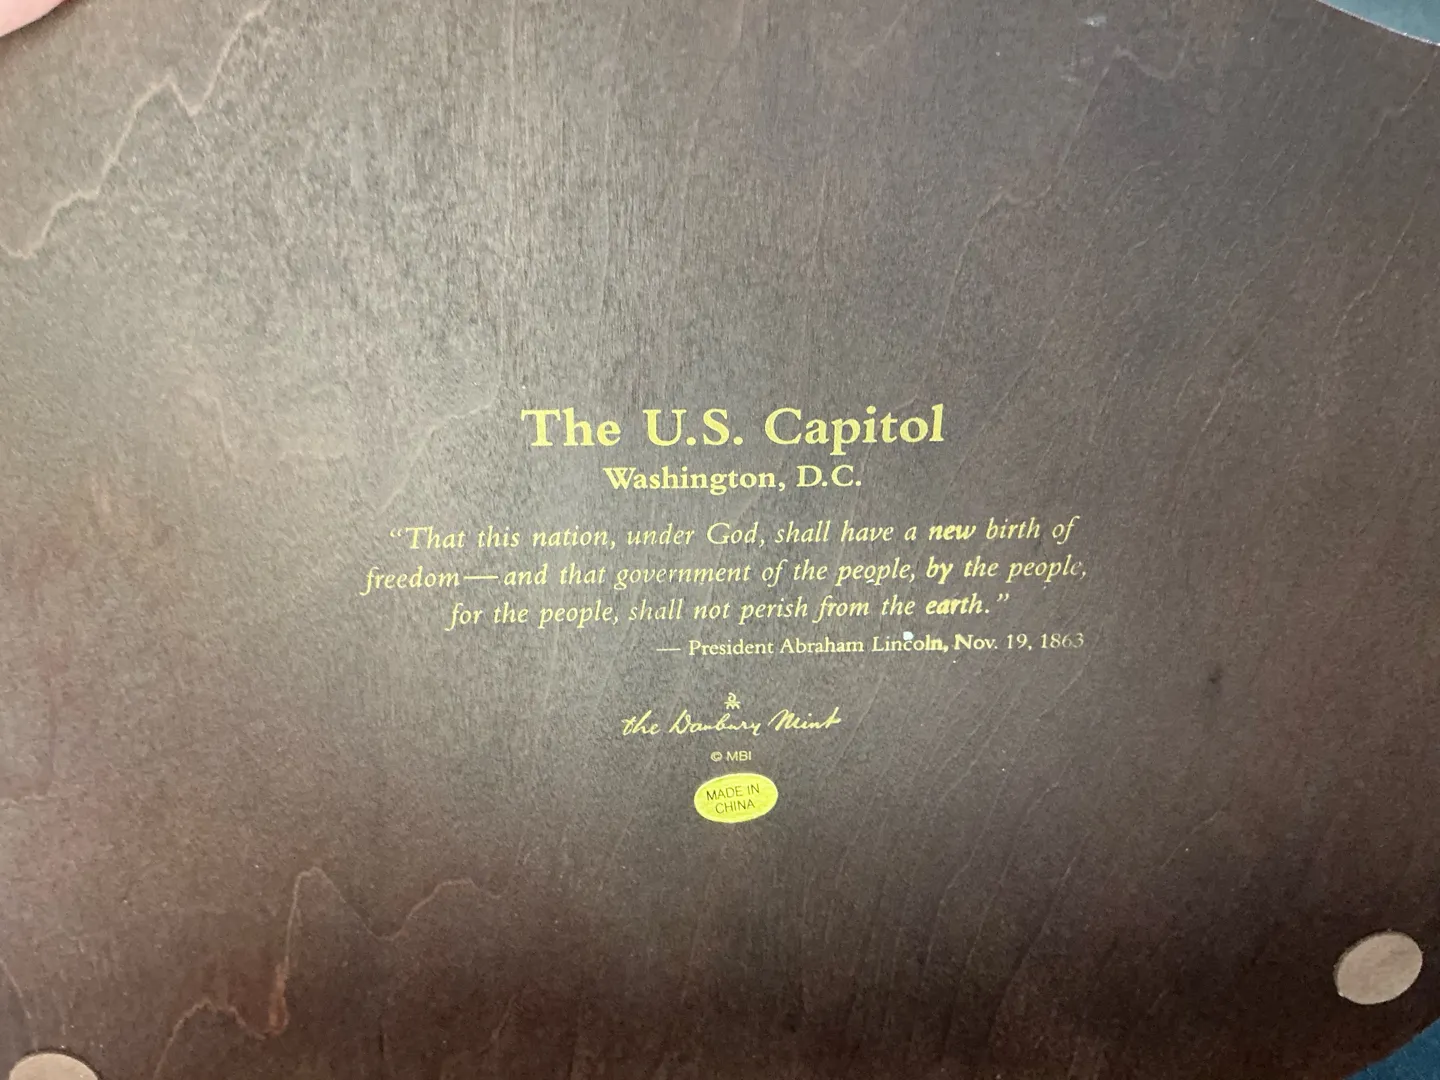 The U.S. Capitol
Washington, D.C.
“That this nation, under God, shall have a new birth of
freedom—and that government of the people, by the people,
for the people, shall not perish from the earth.”
— President Abraham Lincoln, Nov. 19, 1863
the Danbury Mint
© MBI
MADE IN
CHINA